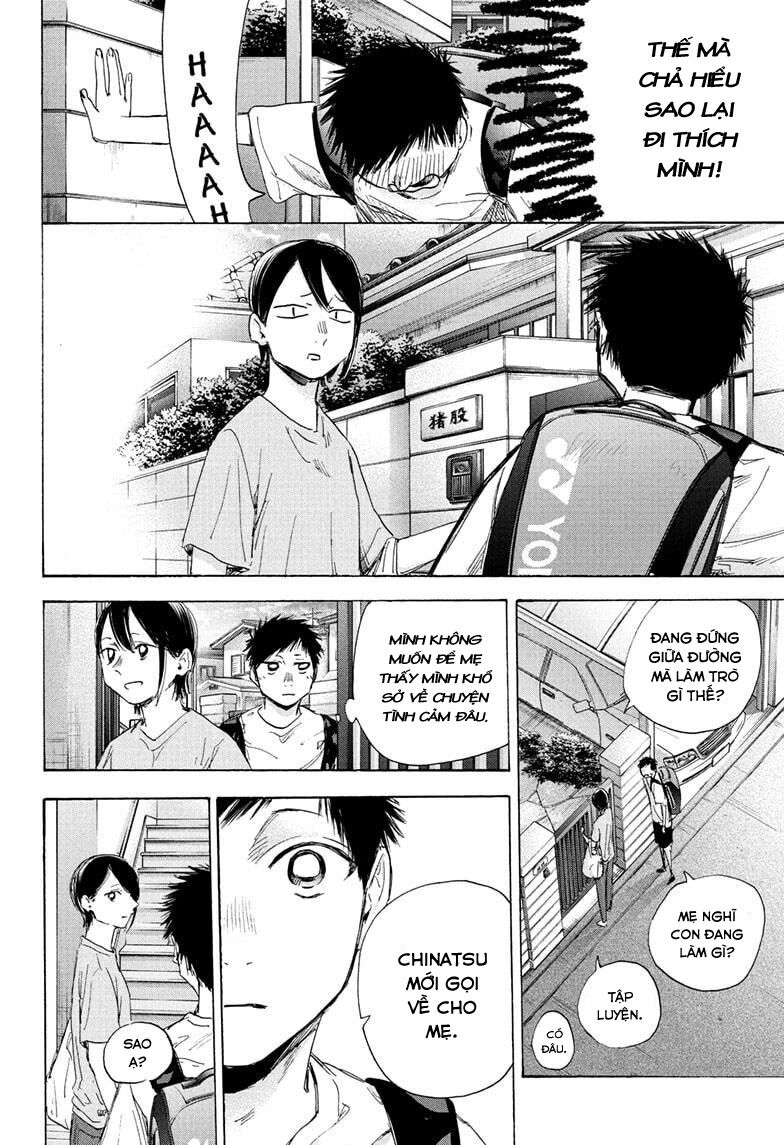 THẾ MÀ
CHẢ HIỂU
SAO LẠI
ĐI THÍCH
MÌNH!
HAAAAH
猪股
YO
ĐANG ĐỨNG
GIỮA ĐƯỜNG
MÀ LÀM TRÒ
GÌ THẾ?
MẸ NGHĨ
CON ĐANG
LÀM GÌ?
TẬP
LUYỆN.
CÓ
ĐÂU.
MÌNH KHÔNG
MUỐN ĐỂ MẸ
THẤY MÌNH KHỔ
SỞ VỀ CHUYỆN
TÌNH CẢM ĐÂU.
CHINATSU
MỚI GỌI
VỀ CHO
MẸ.
SAO
Ạ?